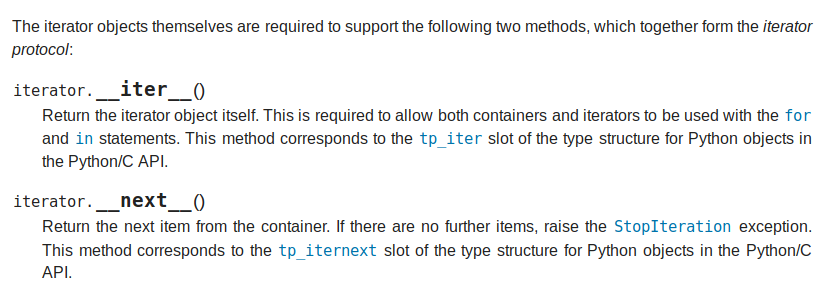 The iterator objects themselves are required to support the following two methods, which together form the iterator
protocol:
iterator.__iter__()
Return the iterator object itself. This is required to allow both containers and iterators to be used with the for
and in statements. This method corresponds to the tp_iter slot of the type structure for Python objects in
the Python/C API.
iterator.__next__()
Return the next item from the container. If there are no further items, raise the StopIteration exception.
This method corresponds to the tp_iternext slot of the type structure for Python objects in the Python/C
API.